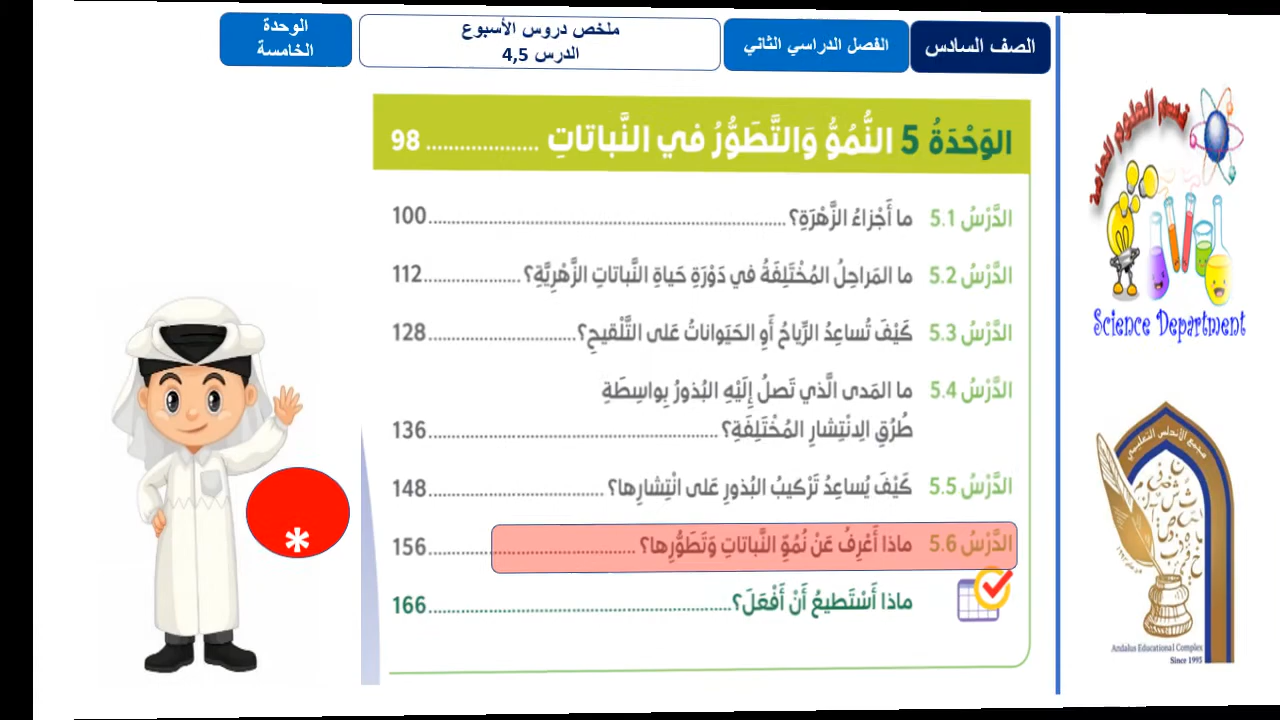 الصف السادس
الفصل الدراسي الثاني
ملخص دروس الأسبوع
الدرس 4,5
الوحدة
الخامسة
الوَحْدَةُ 5 النُّمُوُّ وَالتَّطَوُّرُ في النَّباتاتِ .................... 98
الدَّرْسُ 5.1 ما أَجْزاءُ الزَّهْرَةِ؟ .................... 100
الدَّرْسُ 5.2 ما المَراحِلُ المُخْتَلِفَةُ في دَوْرَةِ حَياةِ النَّباتاتِ الزَّهْرِيَّةِ؟ .................... 112
الدَّرْسُ 5.3 كَيْفَ تُساعِدُ الرِّياحُ أَوِ الحَيَواناتُ عَلى التَّلْقيحِ؟ .................... 128
الدَّرْسُ 5.4 ما المَدى الَّذي تَصلُ إِلَيْهِ البُذورُ بِواسِطَةِ
طُرُقِ الِانْتِشارِ المُخْتَلِفَةِ؟ .................... 136
الدَّرْسُ 5.5 كَيْفَ يُساعِدُ تَرْكيبُ البُذورِ عَلى انْتِشارِها؟ .................... 148
الدَّرْسُ 5.6 ماذا أَعْرِفُ عَنْ نُمُوِّ النَّباتاتِ وَتَطَوُّرِها؟ .................... 156
ماذا أَسْتَطيعُ أَنْ أَفْعَلَ؟ .................... 166
*
قسم العلوم العامة
Science Department
مجمع الأندلس التعليمي
Andalus Educational Complex
Since 1995